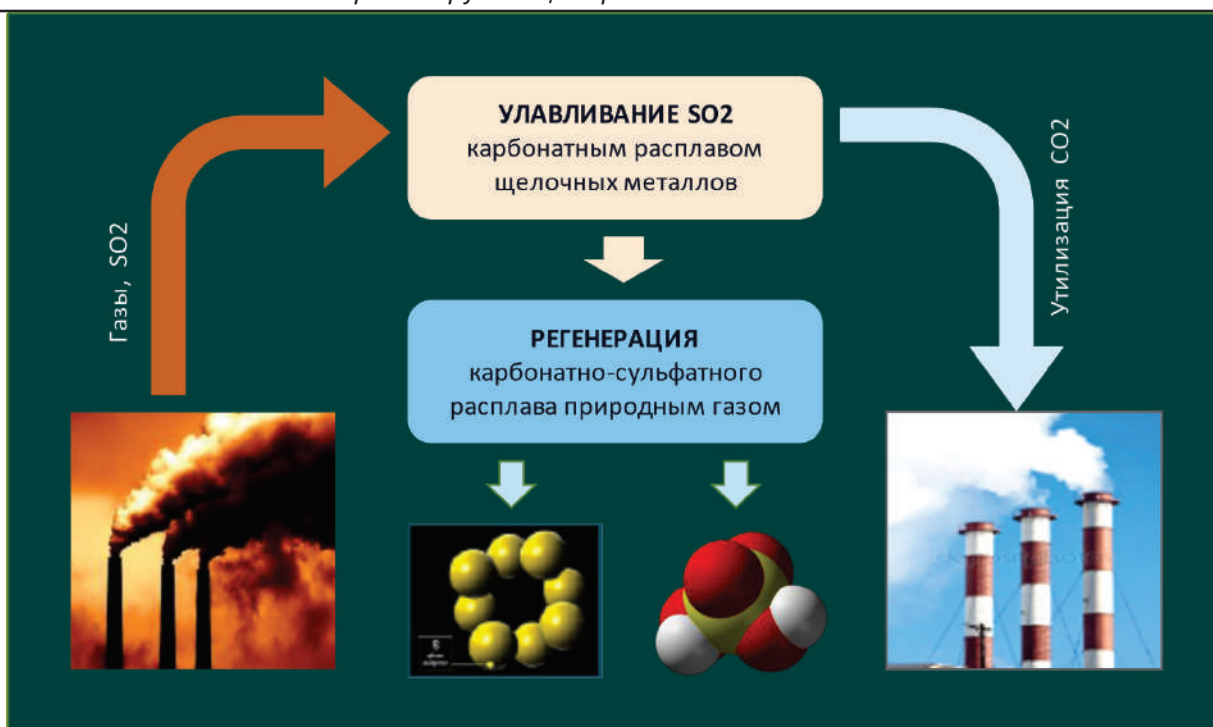 УЛАВЛИВАНИЕ SO2
карбонатным расплавом
щелочных металлов
Газы, SO2
Утилизация CO2
РЕГЕНЕРАЦИЯ
карбонатно-сульфатного
расплава природным газом